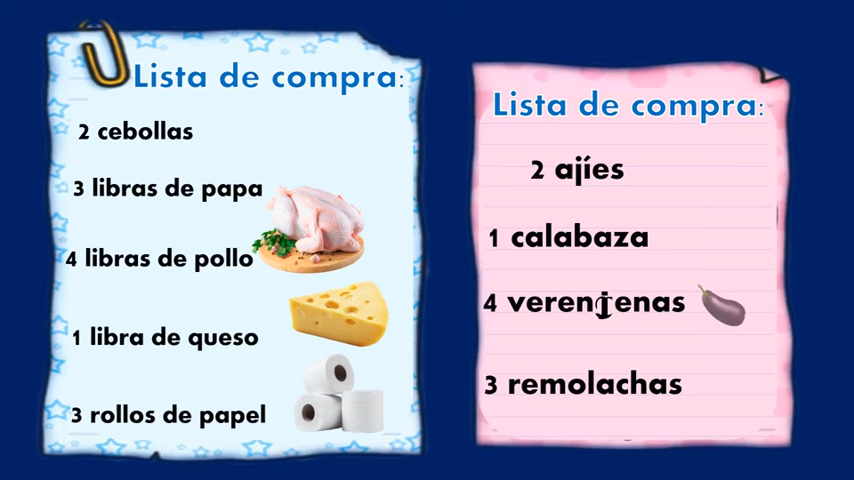 Lista de compra:
2 cebollas
3 libras de papa
4 libras de pollo
1 libra de queso
3 rollos de papel
Lista de compra:
2 ajíes
1 calabaza
4 verenjenas
3 remolachas